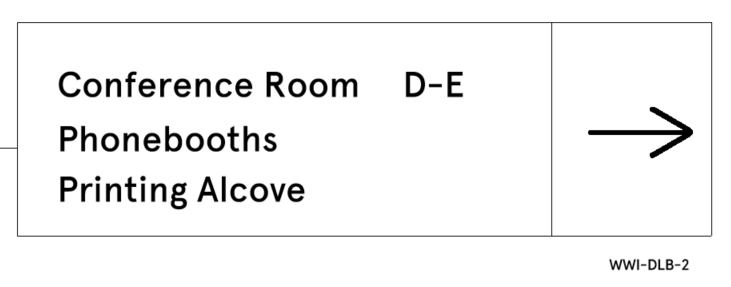 Conference Room D-E
Phonebooths
Printing Alcove
WWI-DLB-2